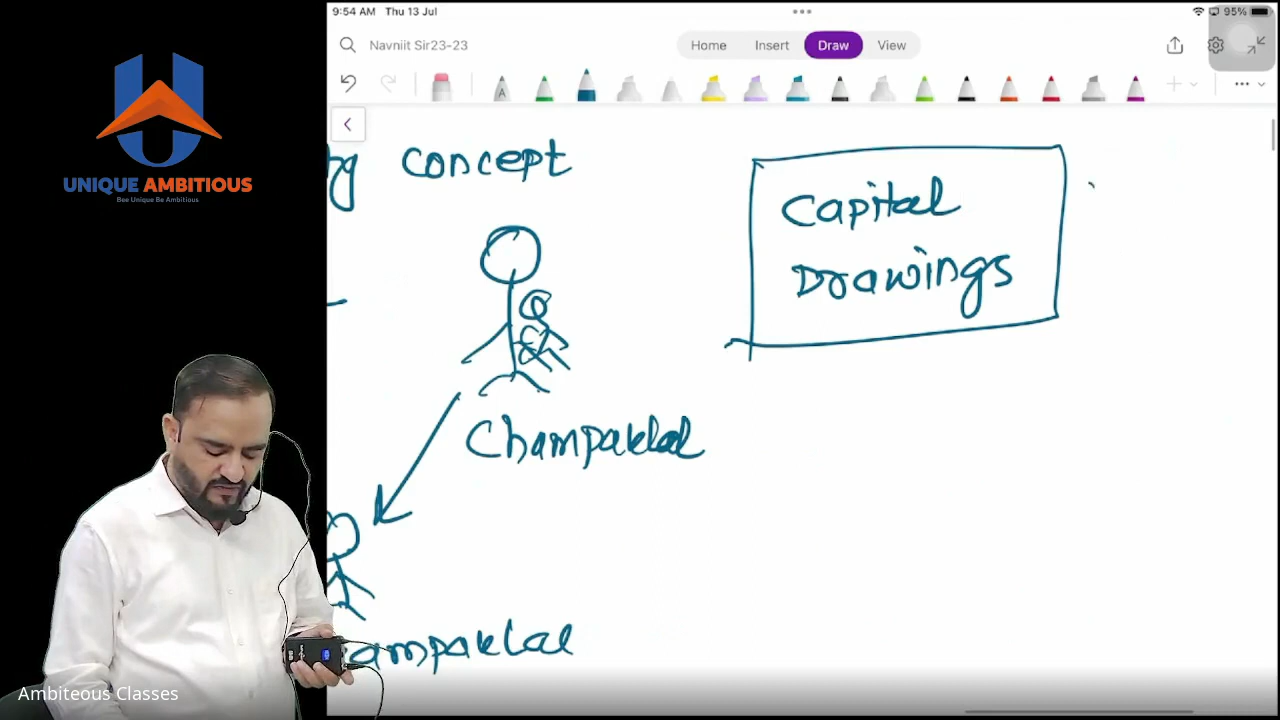 9:54 AM Thu 13 Jul
95%
Navniit Sir23-23
Home Insert Draw View
UNIQUE AMBITIOUS
Bee Unique Be Ambitious
concept
Capital
Drawings
Champaklal
ampaklal
Ambiteous Classes